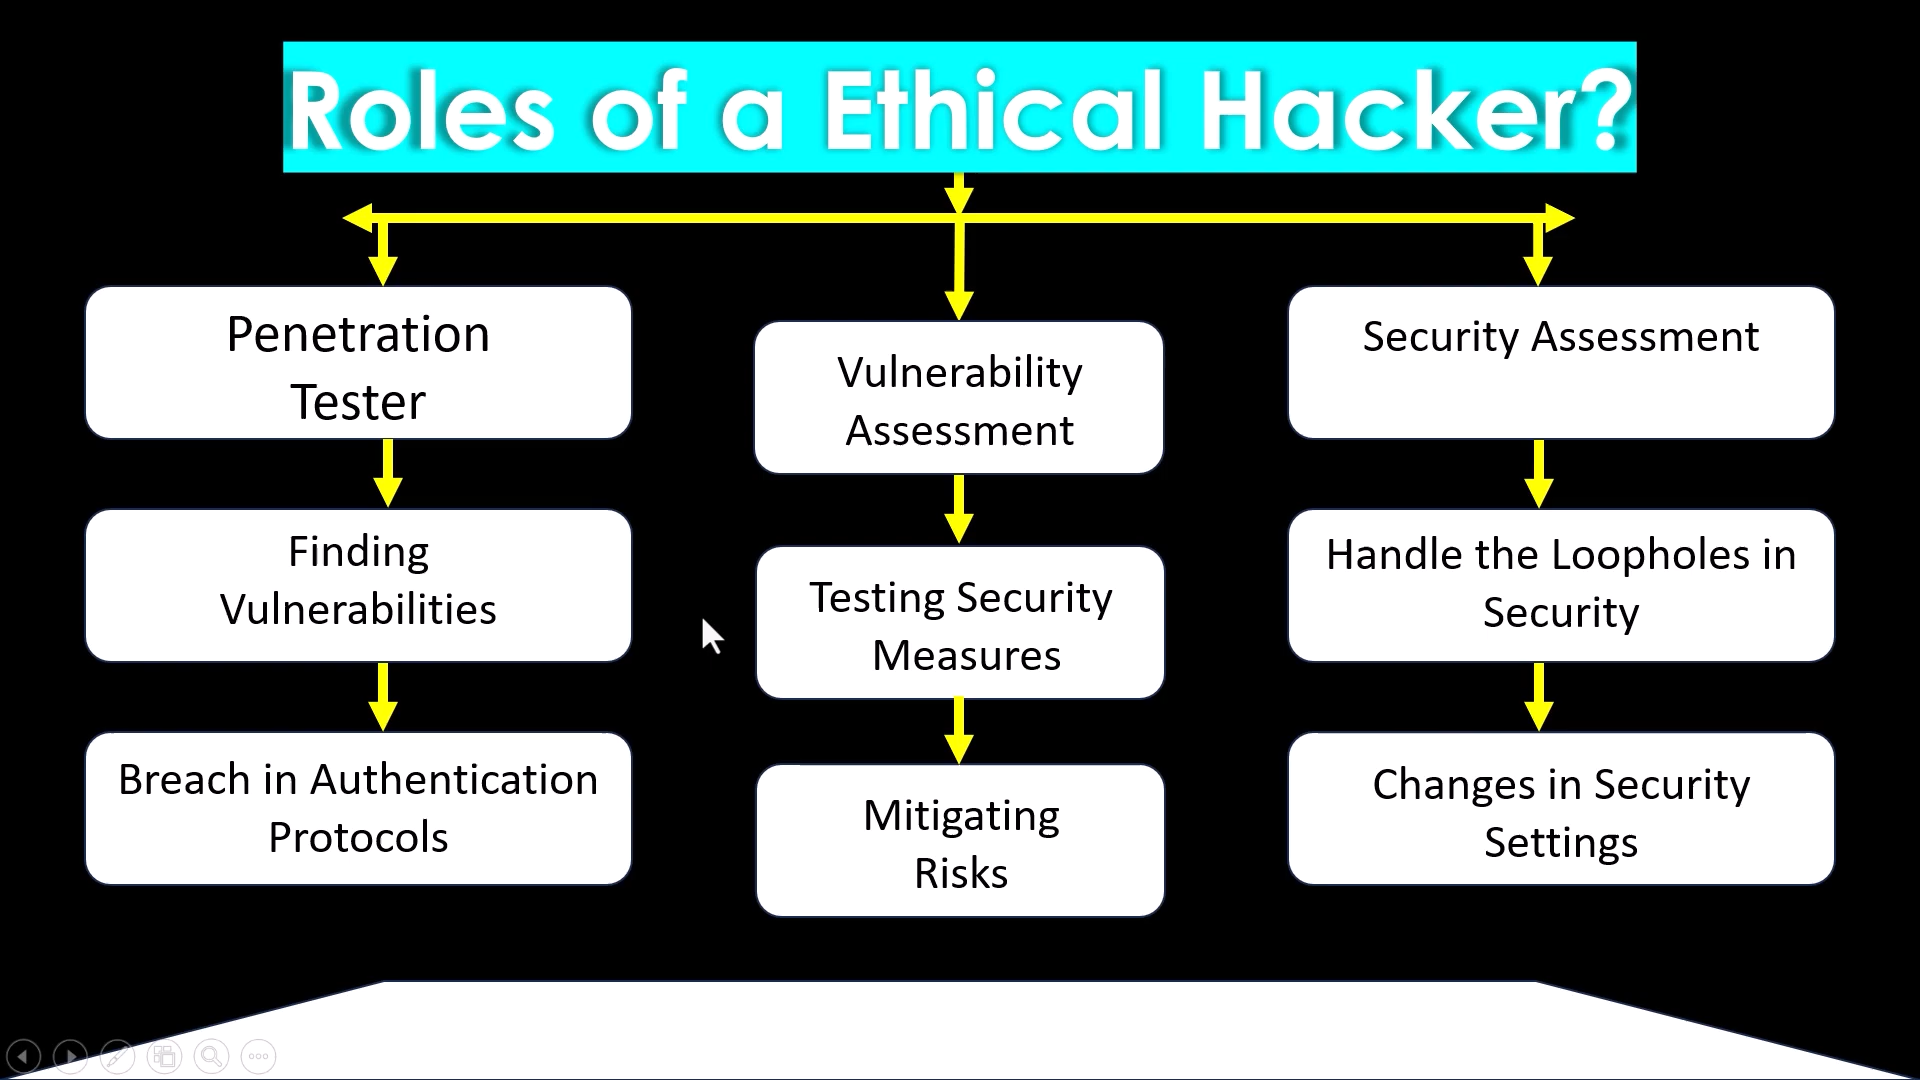 Roles of a Ethical Hacker?
Penetration
Tester
Vulnerability
Assessment
Security Assessment
Finding
Vulnerabilities
Testing Security
Measures
Handle the Loopholes in
Security
Breach in Authentication
Protocols
Mitigating
Risks
Changes in Security
Settings